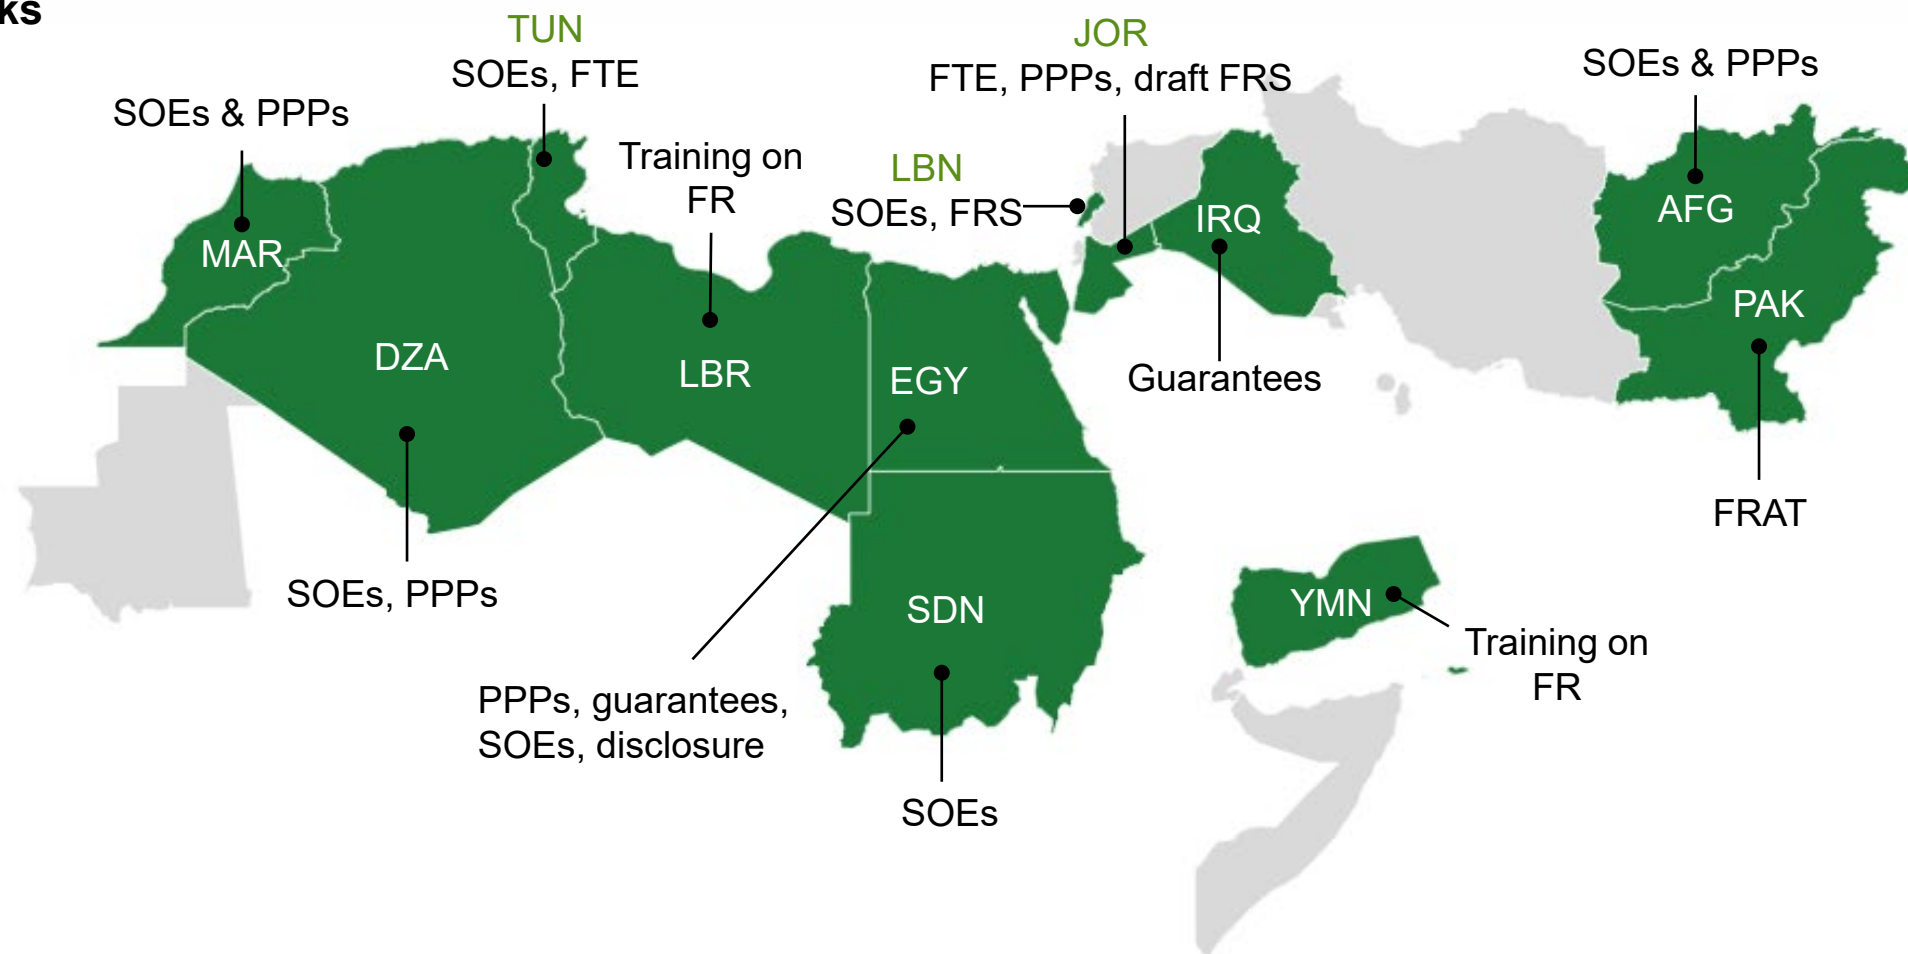 ks
TUN
SOEs, FTE
JOR
FTE, PPPs, draft FRS
SOEs & PPPs
SOEs & PPPs
Training on
FR
LBN
SOEs, FRS
IRQ
AFG
MAR
PAK
DZA
LBR
EGY
Guarantees
FRAT
SOEs, PPPs
SDN
YMN
Training on
FR
PPPs, guarantees,
SOEs, disclosure
SOEs